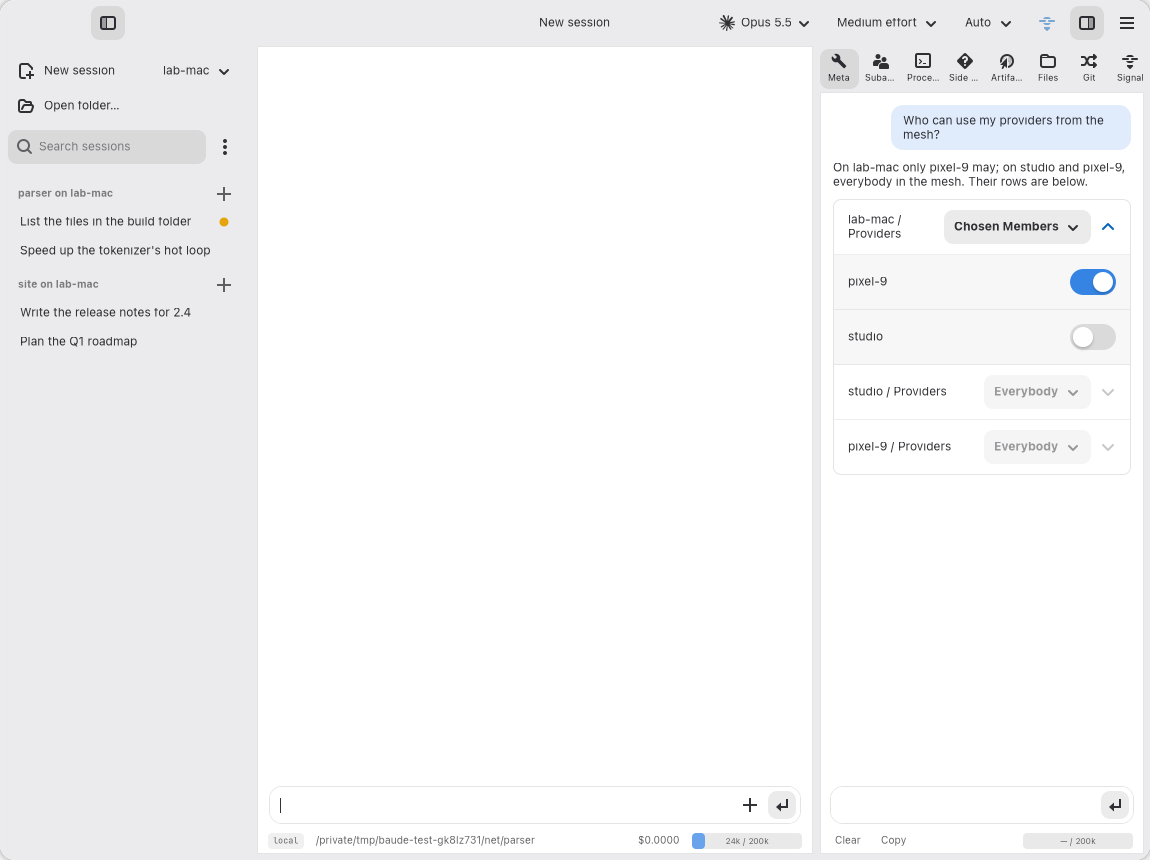 New session
Opus 5.5
Medium effort
Auto
New session
lab-mac
Open folder...
Search sessions
parser on lab-mac
List the files in the build folder
Speed up the tokenizer's hot loop
site on lab-mac
Write the release notes for 2.4
Plan the Q1 roadmap
Meta
Suba...
Proce...
Side ...
Artifa...
Files
Git
Signal
Who can use my providers from the
mesh?
On lab-mac only pixel-9 may; on studio and pixel-9,
everybody in the mesh. Their rows are below.
lab-mac /
Providers
Chosen Members
pixel-9
studio
studio / Providers
Everybody
pixel-9 / Providers
Everybody
local
/private/tmp/baude-test-gk8lz731/net/parser
$0.0000
24k / 200k
Clear
Copy
— / 200k